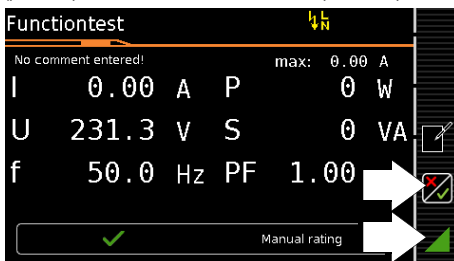 Functiontest
L N
No comment entered! max: 0.00 A
I 0.00 A P 0 W
U 231.3 V S 0 VA
f 50.0 Hz PF 1.00
Manual rating